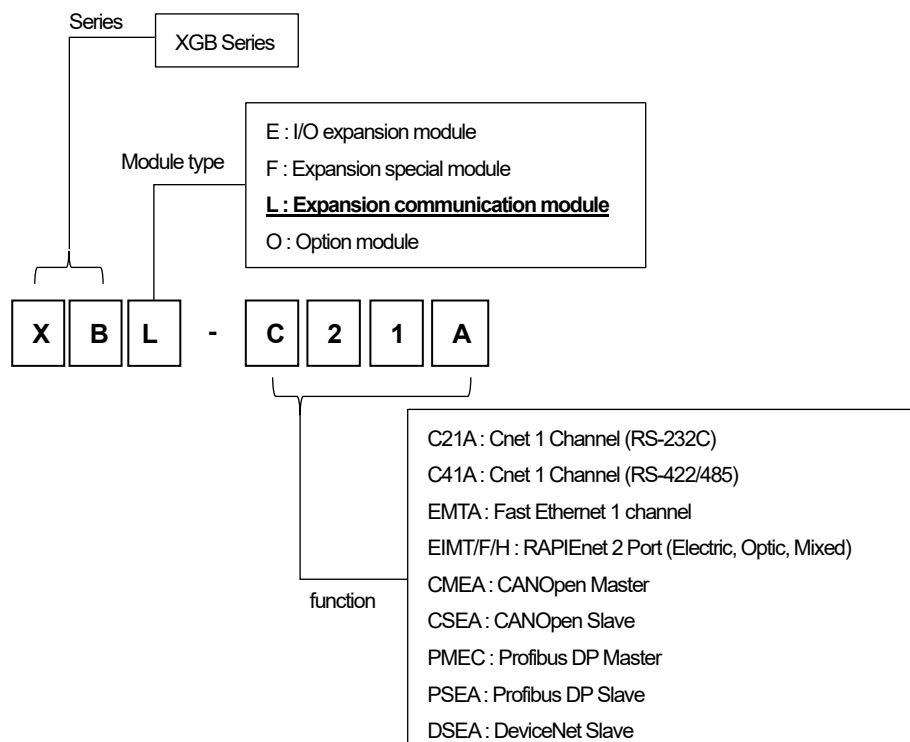 Series
XGB Series
E : I/O expansion module
Module type
F : Expansion special module
L : Expansion communication module
O : Option module
X B L - C 2 1 A
C21A : Cnet 1 Channel (RS-232C)
C41A : Cnet 1 Channel (RS-422/485)
EMTA : Fast Ethernet 1 channel
EIMT/F/H : RAPIEnet 2 Port (Electric, Optic, Mixed)
CMEA : CANOpen Master
function
CSEA : CANOpen Slave
PMEC : Profibus DP Master
PSEA : Profibus DP Slave
DSEA : DeviceNet Slave